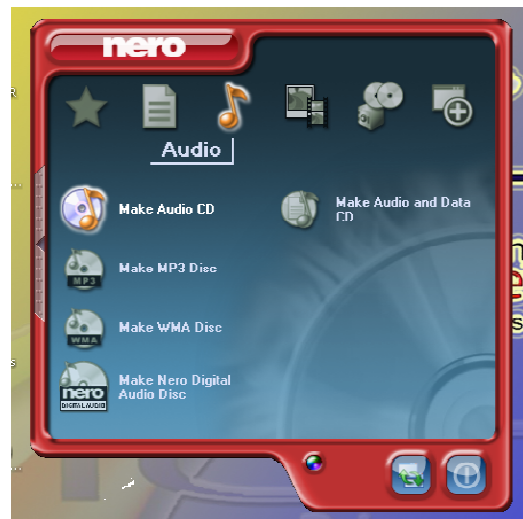 nero
Audio
Make Audio CD
Make Audio and Data
CD
MP3
Make MP3 Disc
WMA
Make WMA Disc
nero
DIGITAL AUDIO
Make Nero Digital
Audio Disc